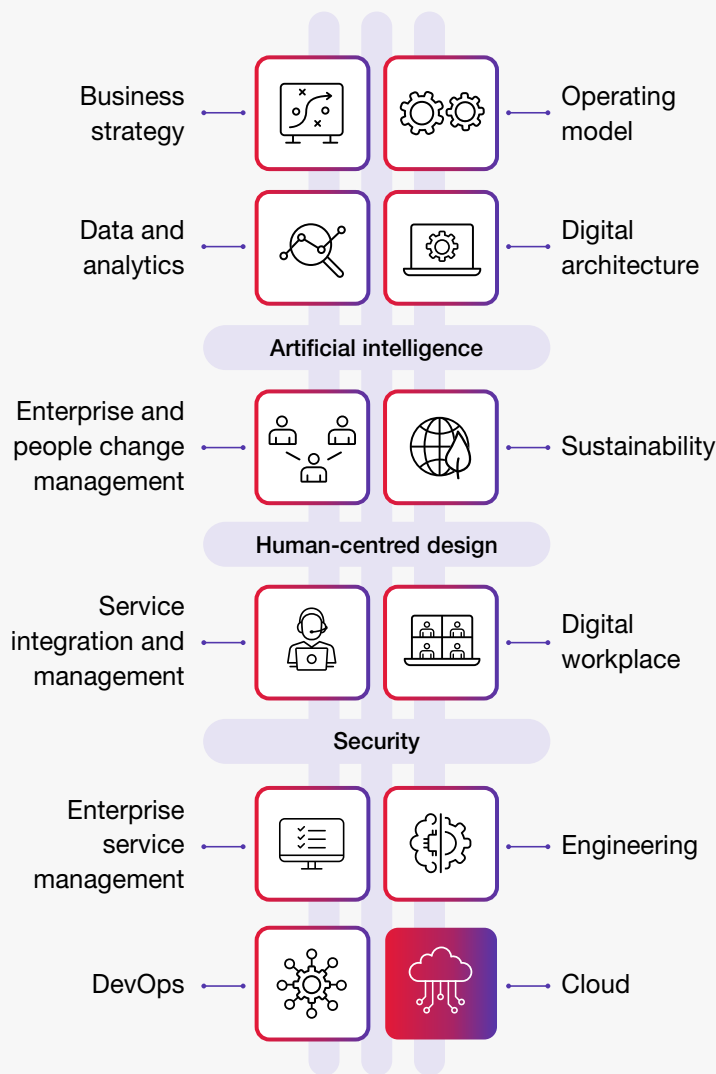 Business
strategy
Operating
model
Data and
analytics
Digital
architecture
Artificial intelligence
Enterprise and
people change
management
Sustainability
Human-centred design
Service
integration and
management
Digital
workplace
Security
Enterprise
service
management
Engineering
DevOps
Cloud